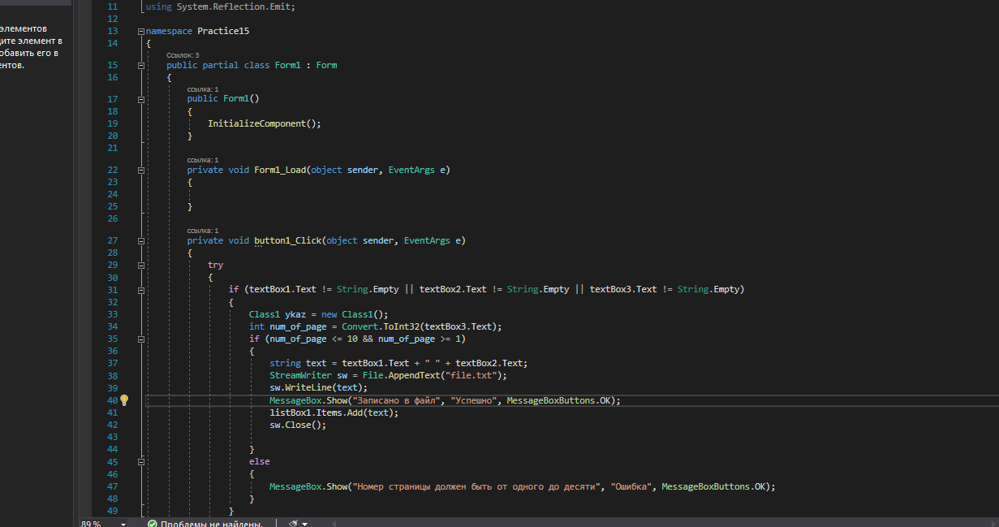 элементов
ите элемент в
обавить его в
ентов.
11 using System.Reflection.Emit;
12
13 namespace Practice15
14 {
Ссылок: 3
15 public partial class Form1 : Form
16 {
ссылка: 1
17 public Form1()
18 {
19 InitializeComponent();
20 }
21
ссылка: 1
22 private void Form1_Load(object sender, EventArgs e)
23 {
24
25 }
26
ссылка: 1
27 private void button1_Click(object sender, EventArgs e)
28 {
29 try
30 {
31 if (textBox1.Text != String.Empty || textBox2.Text != String.Empty || textBox3.Text != String.Empty)
32 {
33 Class1 ykaz = new Class1();
34 int num_of_page = Convert.ToInt32(textBox3.Text);
35 if (num_of_page <= 10 && num_of_page >= 1)
36 {
37 string text = textBox1.Text + " " + textBox2.Text;
38 StreamWriter sw = File.AppendText("file.txt");
39 sw.WriteLine(text);
40 MessageBox.Show("Записано в файл", "Успешно", MessageBoxButtons.OK);
41 listBox1.Items.Add(text);
42 sw.Close();
43
44 }
45 else
46 {
47 MessageBox.Show("Номер страницы должен быть от одного до десяти", "Ошибка", MessageBoxButtons.OK);
48 }
49 }
89 % Проблемы не найдены.